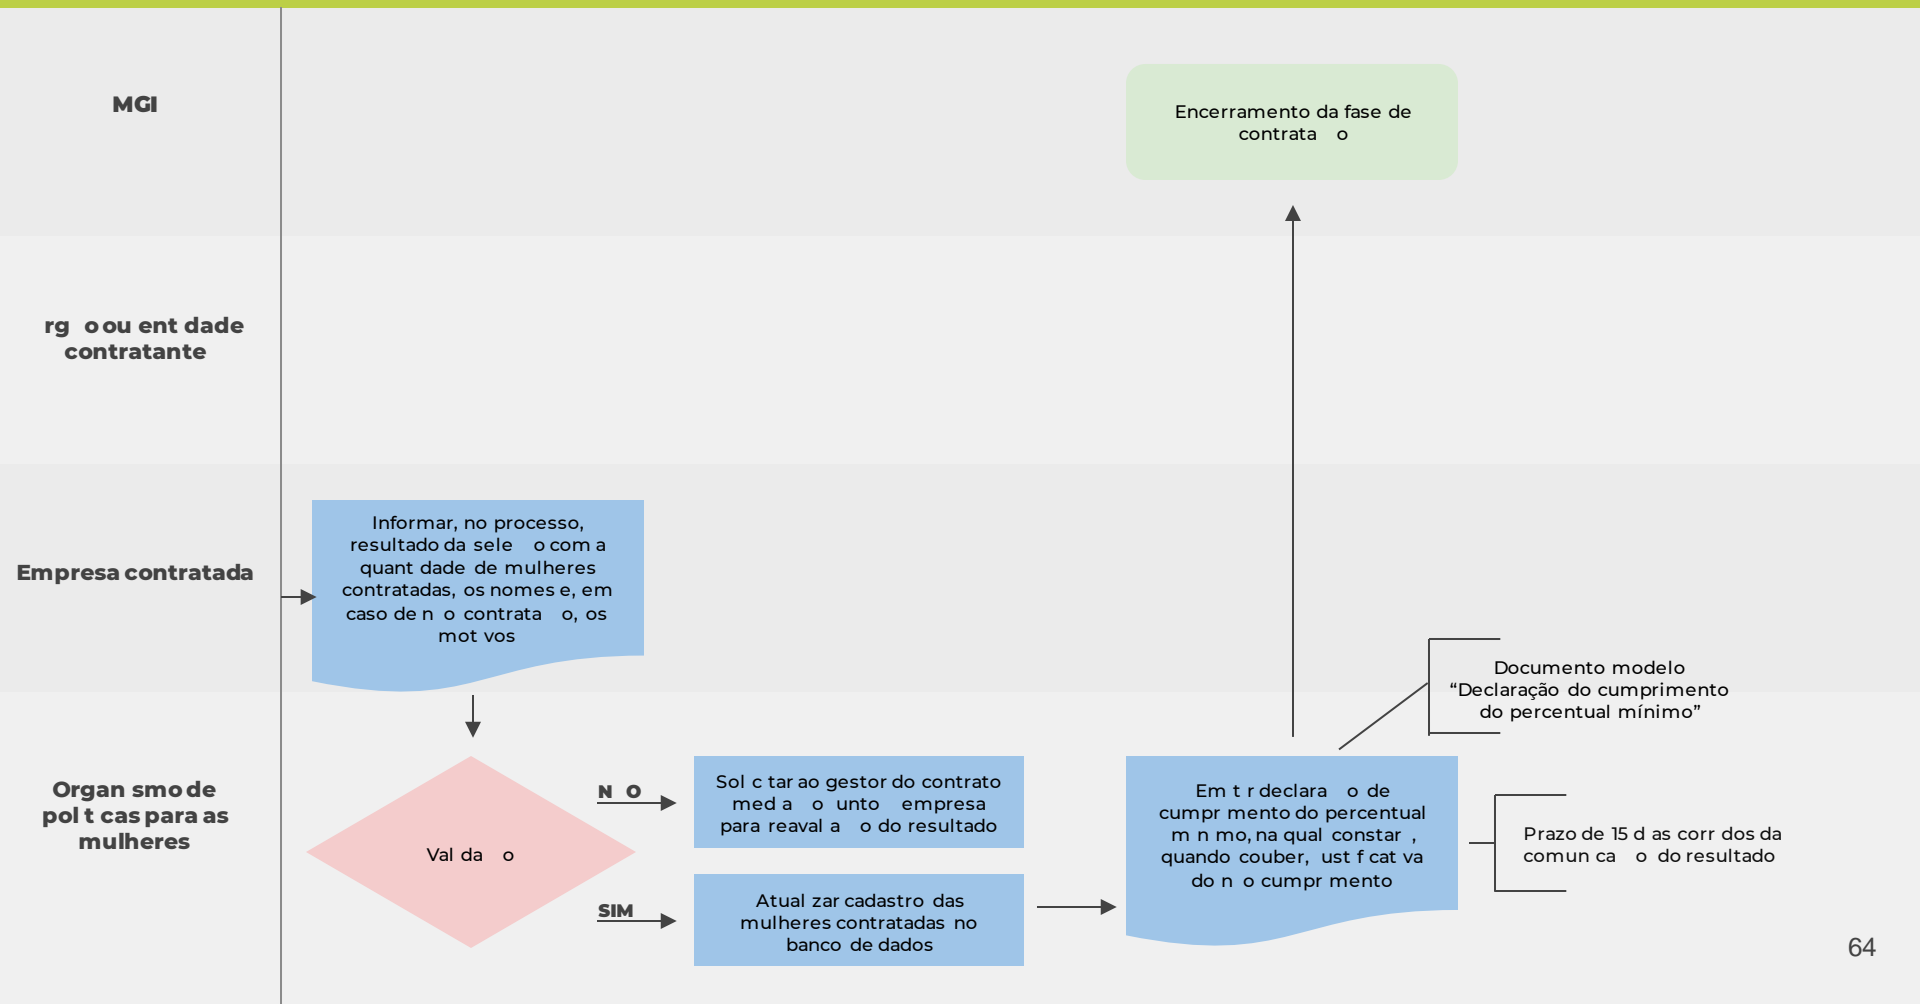 MGI
Encerramento da fase de
contrata o
rg o ou ent dade
contratante
Empresa contratada
Informar, no processo,
resultado da sele o com a
quant dade de mulheres
contratadas, os nomes e, em
caso de n o contrata o, os
mot vos
Documento modelo
“Declaração do cumprimento
do percentual mínimo”
Organ smo de
pol t cas para as
mulheres
Val da o
N O
SIM
Sol c tar ao gestor do contrato
med a o unto empresa
para reaval a o do resultado
Atual zar cadastro das
mulheres contratadas no
banco de dados
Em t r declara o de
cumpr mento do percentual
m n mo, na qual constar ,
quando couber, ust f cat va
do n o cumpr mento
Prazo de 15 d as corr dos da
comun ca o do resultado
64